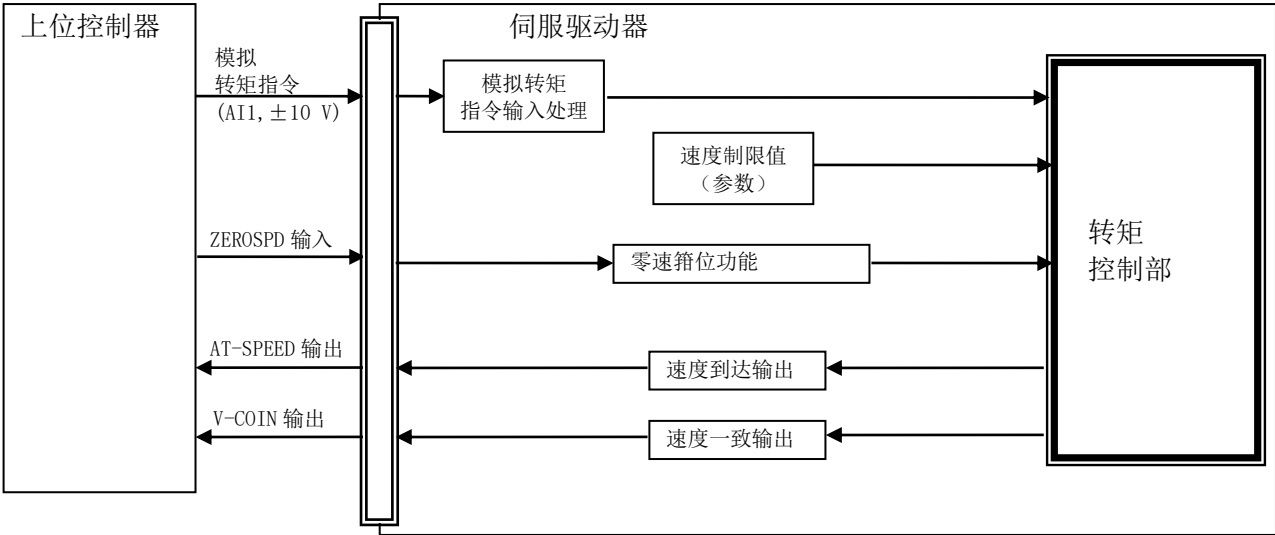 上位控制器
伺服驱动器
模拟
转矩指令
(AI1,±10 V)
模拟转矩
指令输入处理
速度制限值
（参数）
ZEROSPD 输入
零速箝位功能
转矩
控制部
AT-SPEED 输出
速度到达输出
V-COIN 输出
速度一致输出